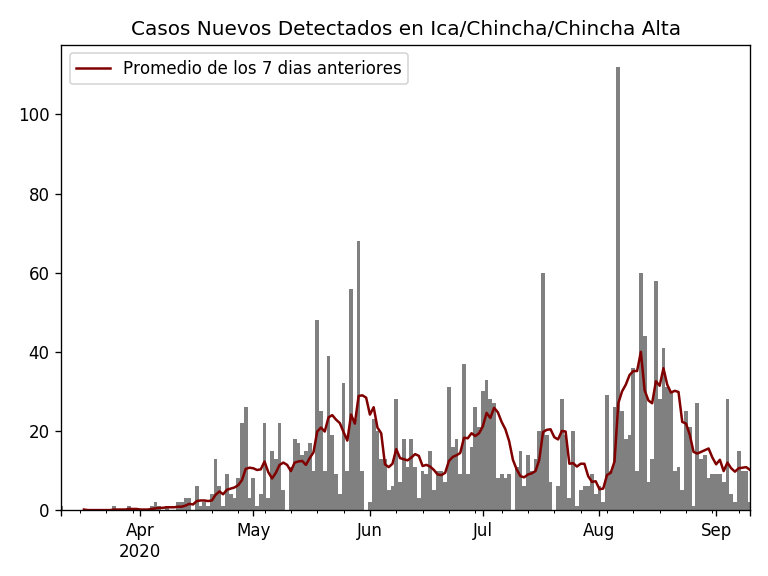 Casos Nuevos Detectados en Ica/Chincha/Chincha Alta
Promedio de los 7 dias anteriores
100
80
60
40
20
0
Apr May Jun Jul Aug Sep
2020